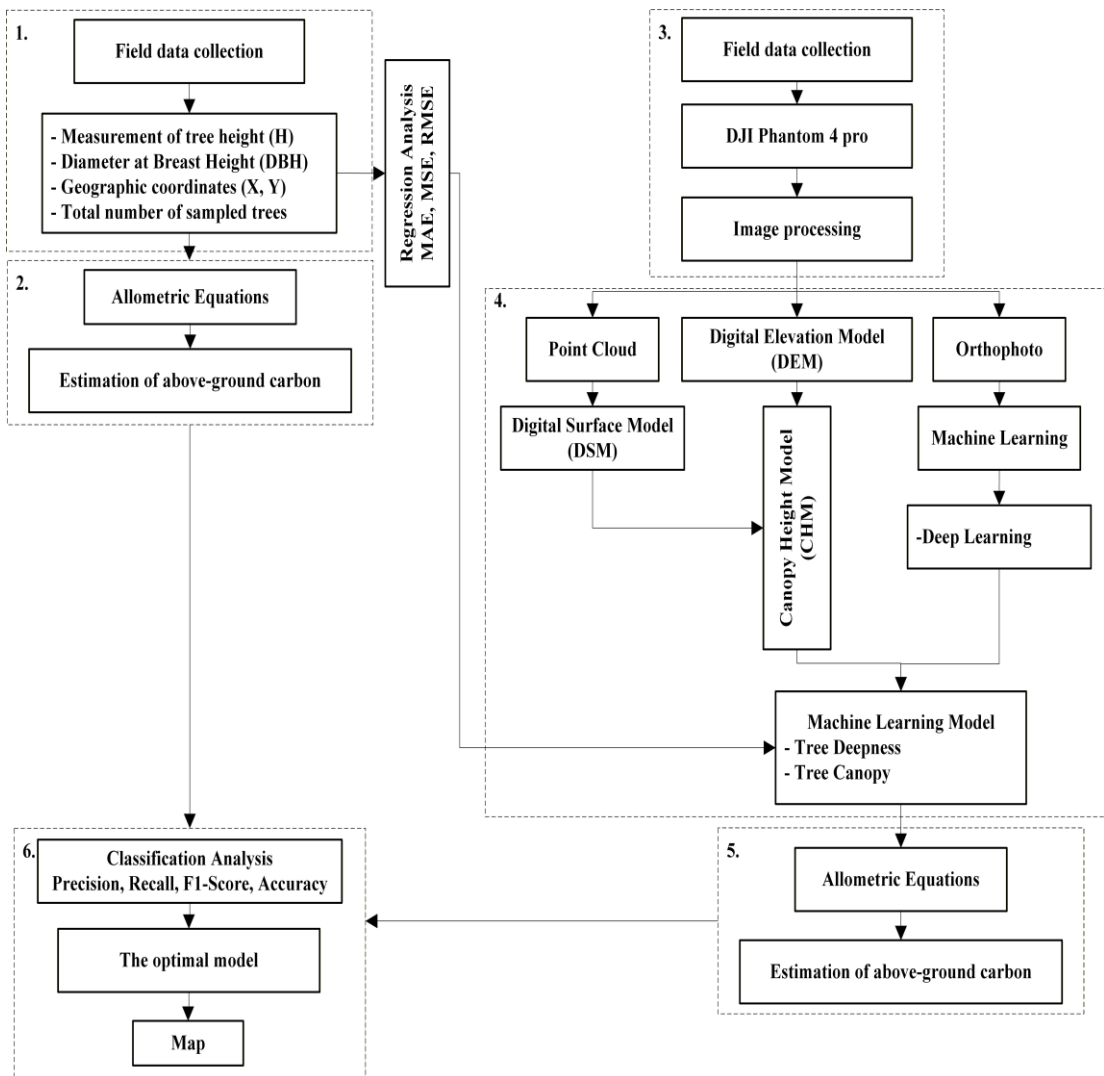 1.
Field data collection
- Measurement of tree height (H)
- Diameter at Breast Height (DBH)
- Geographic coordinates (X, Y)
- Total number of sampled trees
Regression Analysis
MAE, MSE, RMSE
2.
Allometric Equations
Estimation of above-ground carbon
3.
Field data collection
DJI Phantom 4 pro
Image processing
4.
Point Cloud
Digital Elevation Model
(DEM)
Orthophoto
Digital Surface Model
(DSM)
Canopy Height Model
(CHM)
Machine Learning
-Deep Learning
Machine Learning Model
- Tree Deepness
- Tree Canopy
5.
Allometric Equations
Estimation of above-ground carbon
6.
Classification Analysis
Precision, Recall, F1-Score, Accuracy
The optimal model
Map